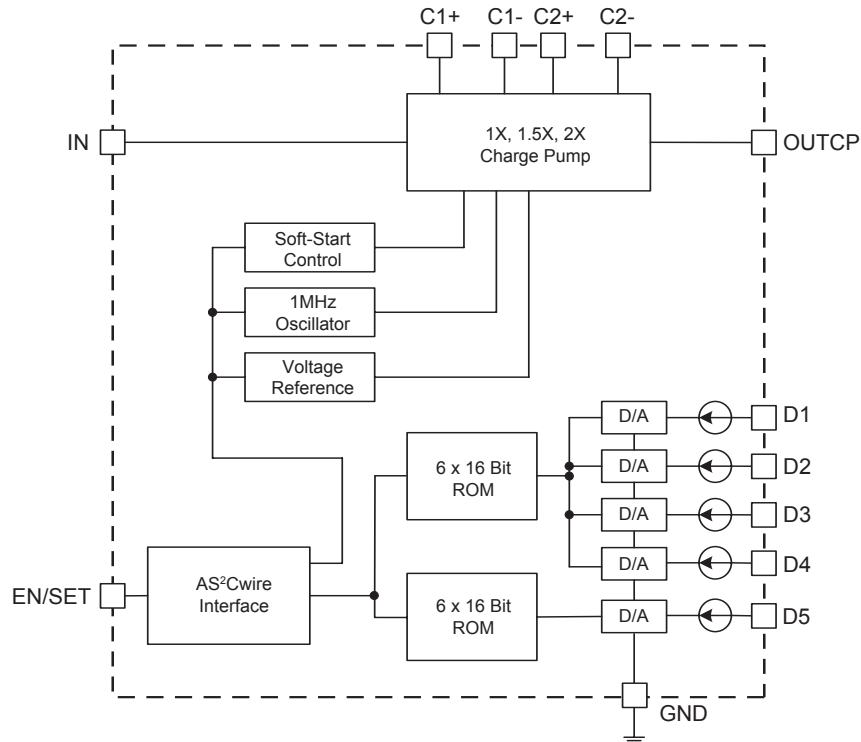 C1+ C1- C2+ C2-
IN
1X, 1.5X, 2X
Charge Pump
OUTCP
Soft-Start
Control
1MHz
Oscillator
Voltage
Reference
D/A
D1
6 x 16 Bit
ROM
D/A
D2
D/A
D3
D/A
D4
EN/SET
AS²Cwire
Interface
6 x 16 Bit
ROM
D/A
D5
GND